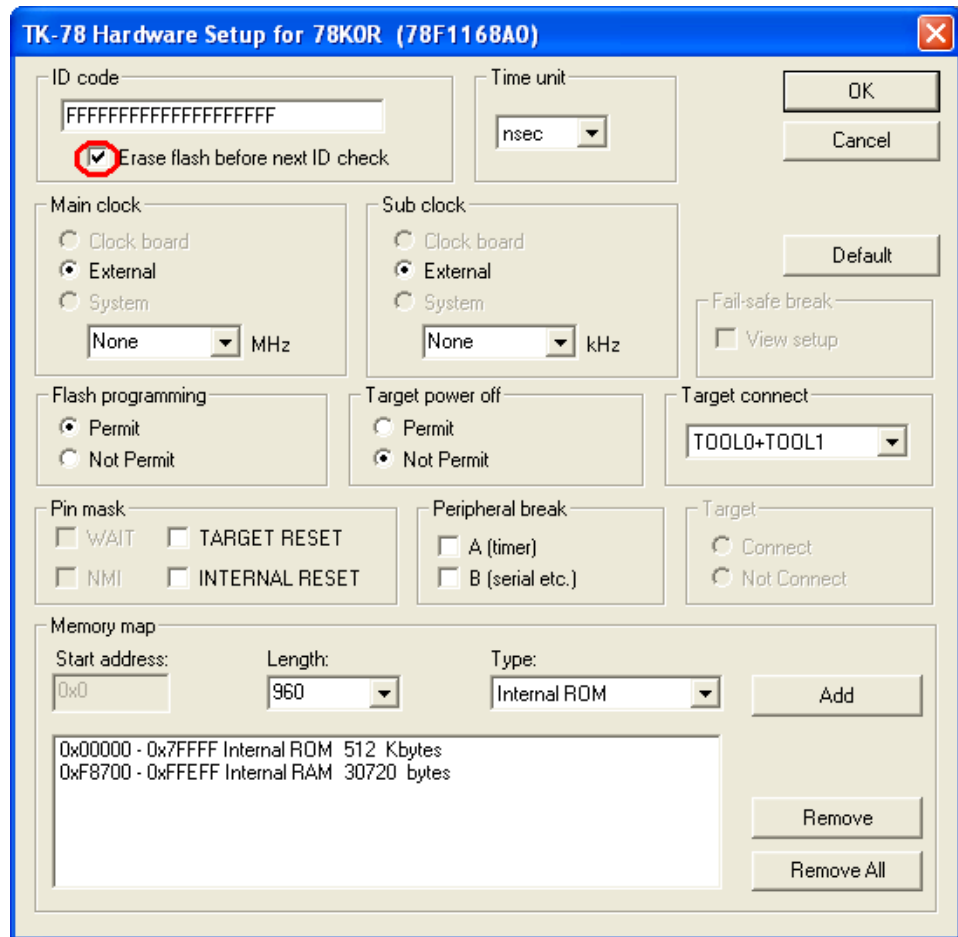 TK-78 Hardware Setup for 78K0R (78F1168A0)
ID code
FFFFFFFFFFFFFFFFFFFF
Erase flash before next ID check
Time unit
nsec
OK
Cancel
Main clock
Clock board
External
System
None MHz
Sub clock
Clock board
External
System
None kHz
Default
Fail-safe break
View setup
Flash programming
Permit
Not Permit
Target power off
Permit
Not Permit
Target connect
TOOL0+TOOL1
Pin mask
WAIT TARGET RESET
NMI INTERNAL RESET
Peripheral break
A (timer)
B (serial etc.)
Target
Connect
Not Connect
Memory map
Start address: Length: Type:
0x0 960 Internal ROM Add
0x00000 - 0x7FFFF Internal ROM 512 Kbytes
0xF8700 - 0xFFEFF Internal RAM 30720 bytes
Remove
Remove All